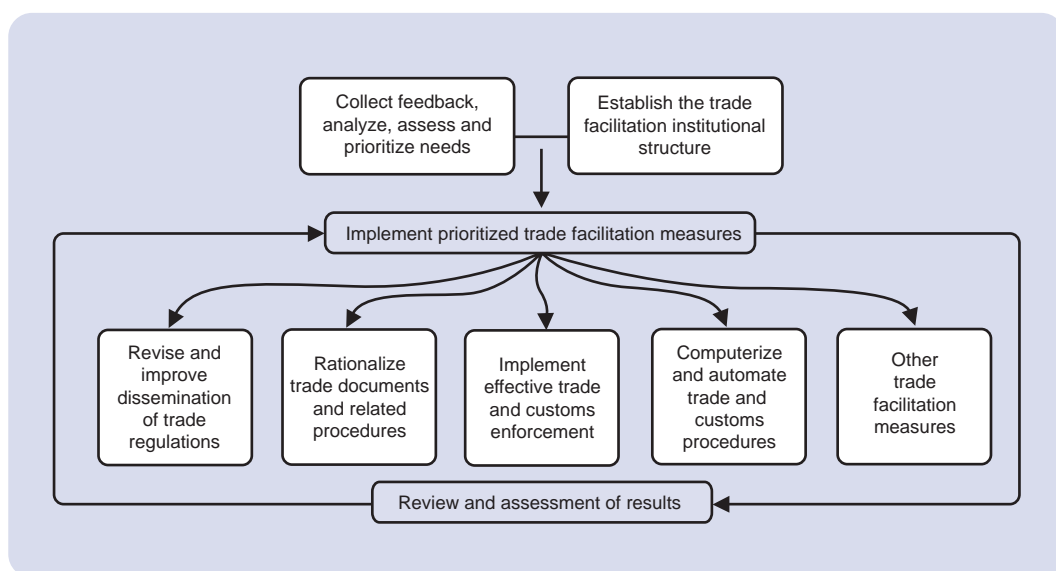 Collect feedback,
analyze, assess and
prioritize needs
Establish the trade
facilitation institutional
structure
Implement prioritized trade facilitation measures
Revise and
improve
dissemination
of trade
regulations
Rationalize
trade documents
and related
procedures
Implement
effective trade
and customs
enforcement
Computerize
and automate
trade and
customs
procedures
Other
trade
facilitation
measures
Review and assessment of results